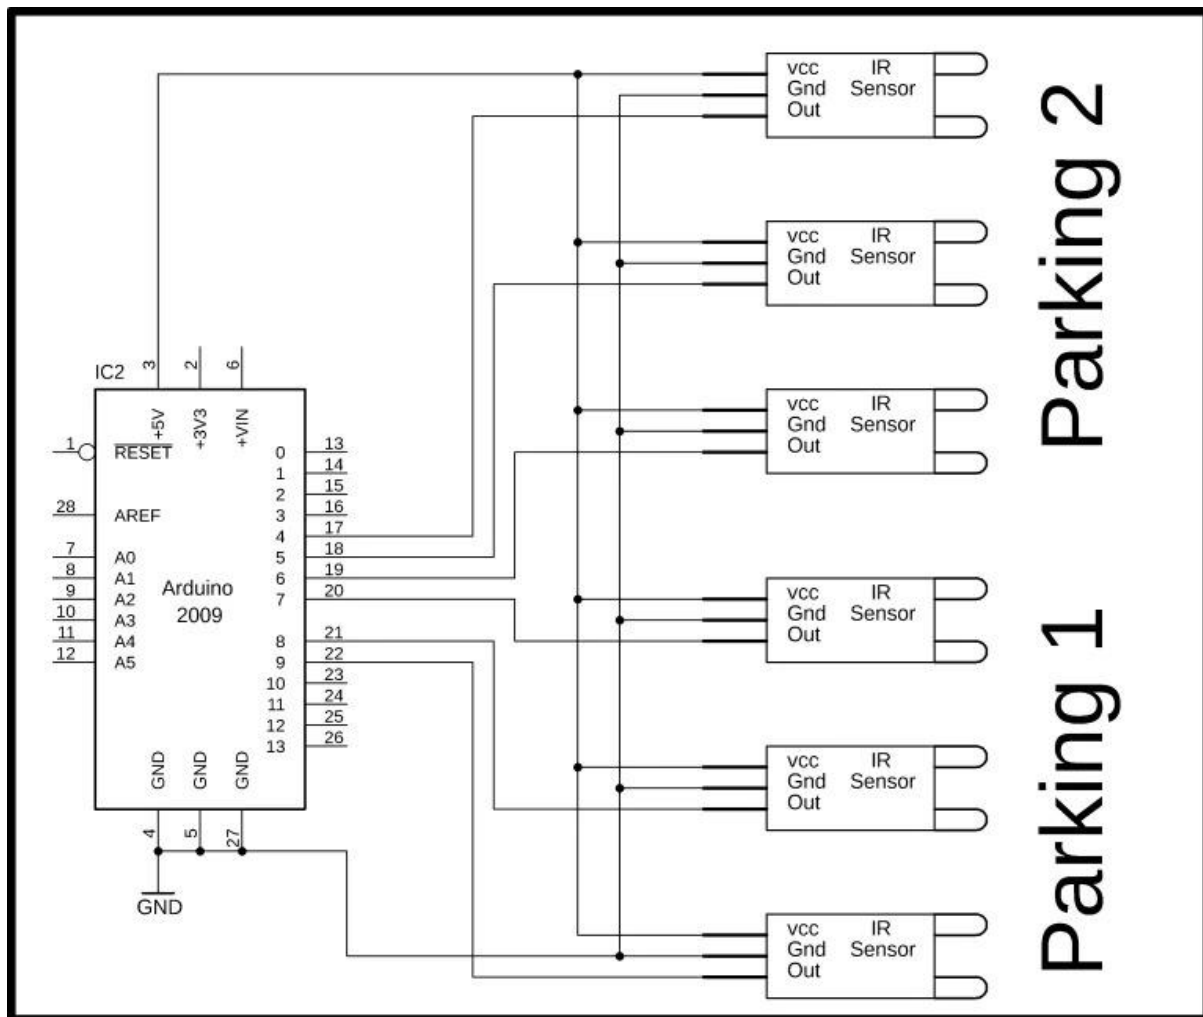 vcc IR
Gnd Sensor
Out
vcc IR
Gnd Sensor
Out
vcc IR
Gnd Sensor
Out
Parking 2
vcc IR
Gnd Sensor
Out
vcc IR
Gnd Sensor
Out
vcc IR
Gnd Sensor
Out
Parking 1
IC2
3 2 6
+5V +3V3 +VIN
1 RESET 0 13
1 14
2 15
28 AREF 3 16
4 17
7 A0 5 18
8 A1 6 19
9 A2 7 20
10 A3
11 A4 8 21
12 A5 9 22
10 23
11 24
12 25
13 26
Arduino
2009
GND GND GND
4 5 27
GND